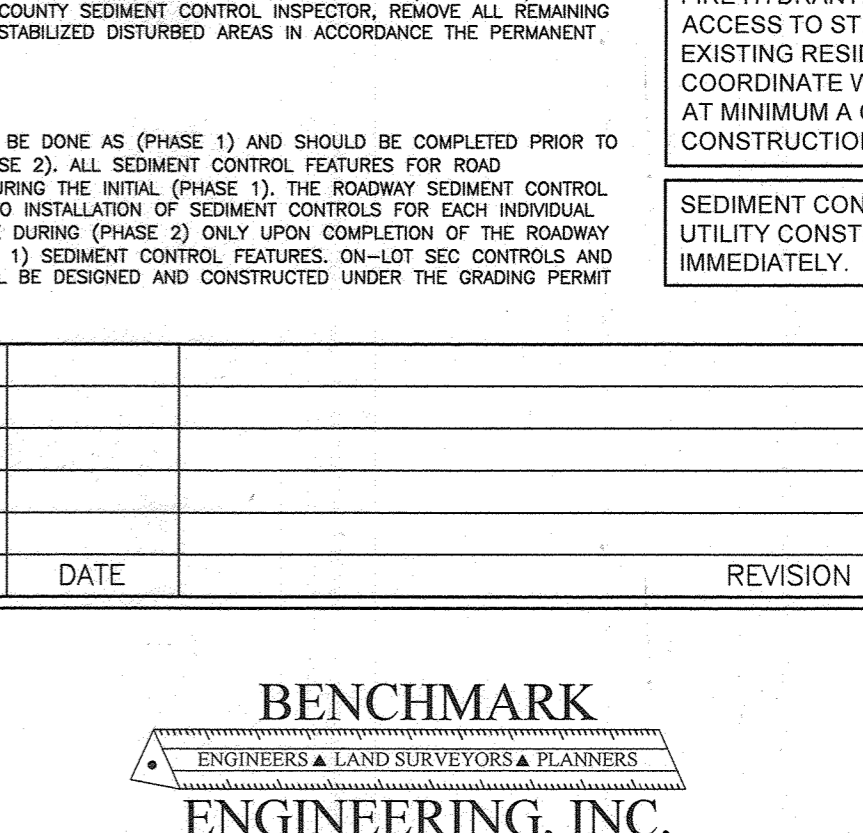 COUNTY SEDIMENT CONTROL INSPECTOR, REMOVE ALL REMAINING
STABILIZED DISTURBED AREAS IN ACCORDANCE THE PERMANENT
BE DONE AS (PHASE 1) AND SHOULD BE COMPLETED PRIOR TO
SE 2). ALL SEDIMENT CONTROL FEATURES FOR ROAD
URING THE INITIAL (PHASE 1). THE ROADWAY SEDIMENT CONTROL
O INSTALLATION OF SEDIMENT CONTROLS FOR EACH INDIVIDUAL
DURING (PHASE 2) ONLY UPON COMPLETION OF THE ROADWAY
1) SEDIMENT CONTROL FEATURES. ON-LOT SEC CONTROLS AND
L BE DESIGNED AND CONSTRUCTED UNDER THE GRADING PERMIT
FIRE HYDRANT
ACCESS TO ST
EXISTING RESI
COORDINATE W
AT MINIMUM A
CONSTRUCTION
SEDIMENT CON
UTILITY CONST
IMMEDIATELY.
DATE
REVISION
BENCHMARK
ENGINEERS ▲ LAND SURVEYORS ▲ PLANNERS
ENGINEERING, INC.